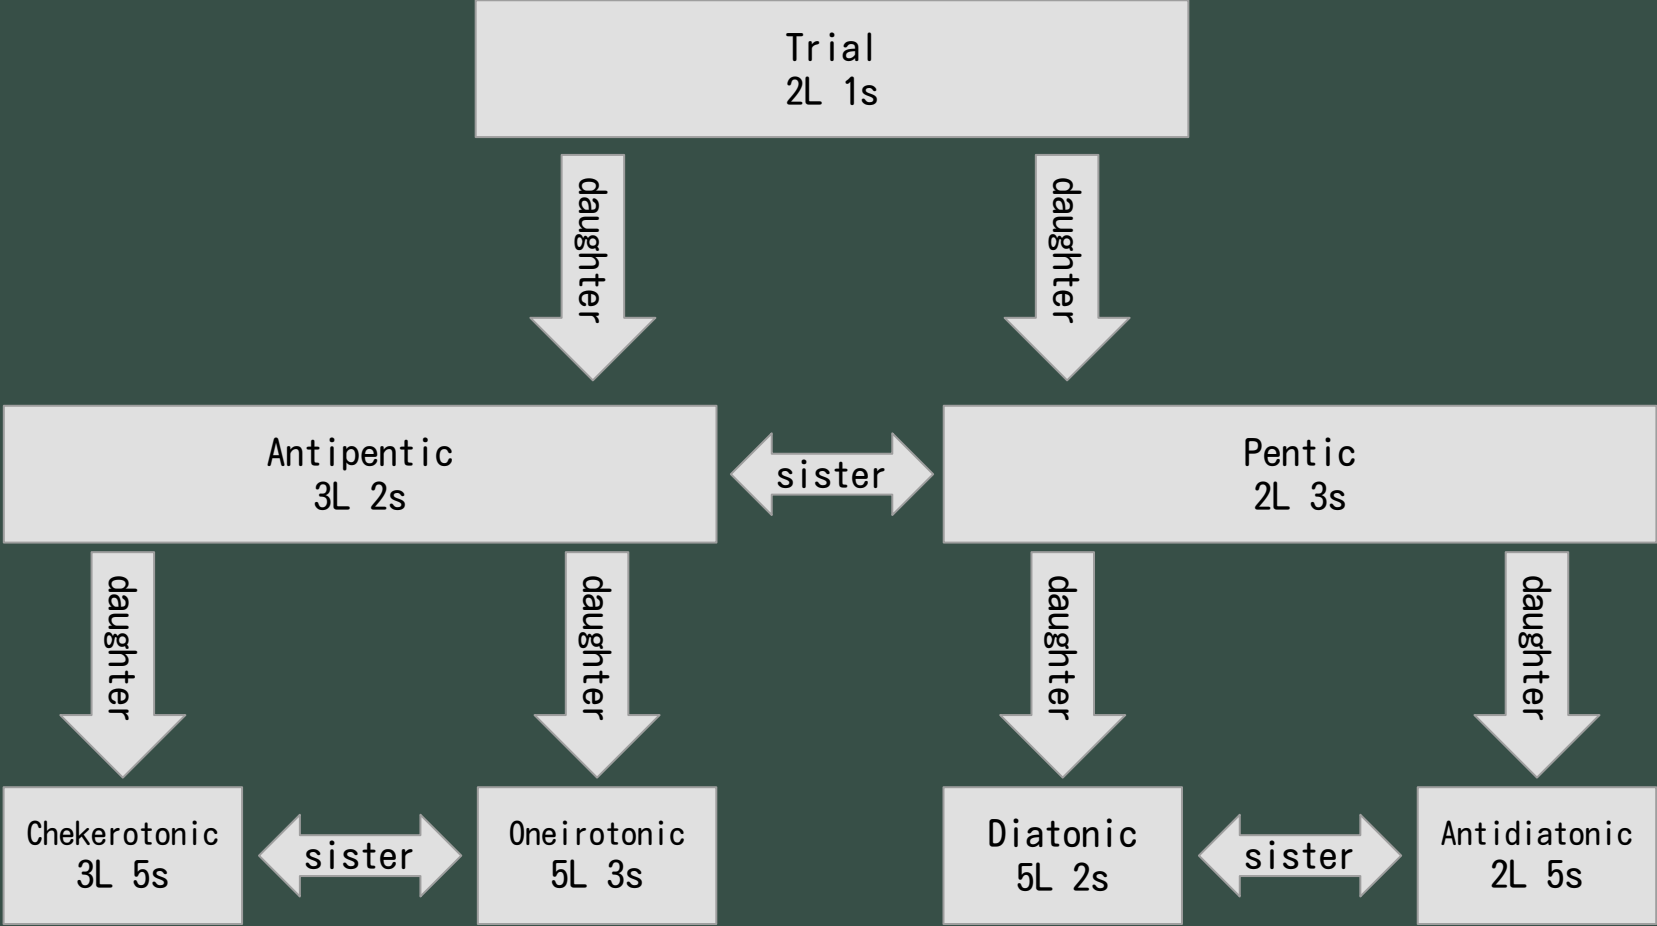 Trial
2L 1s
daughter
daughter
Antipentic
3L 2s
sister
Pentic
2L 3s
daughter
daughter
daughter
daughter
Chekerotonic
3L 5s
sister
Oneirotonic
5L 3s
Diatonic
5L 2s
sister
Antidiatonic
2L 5s